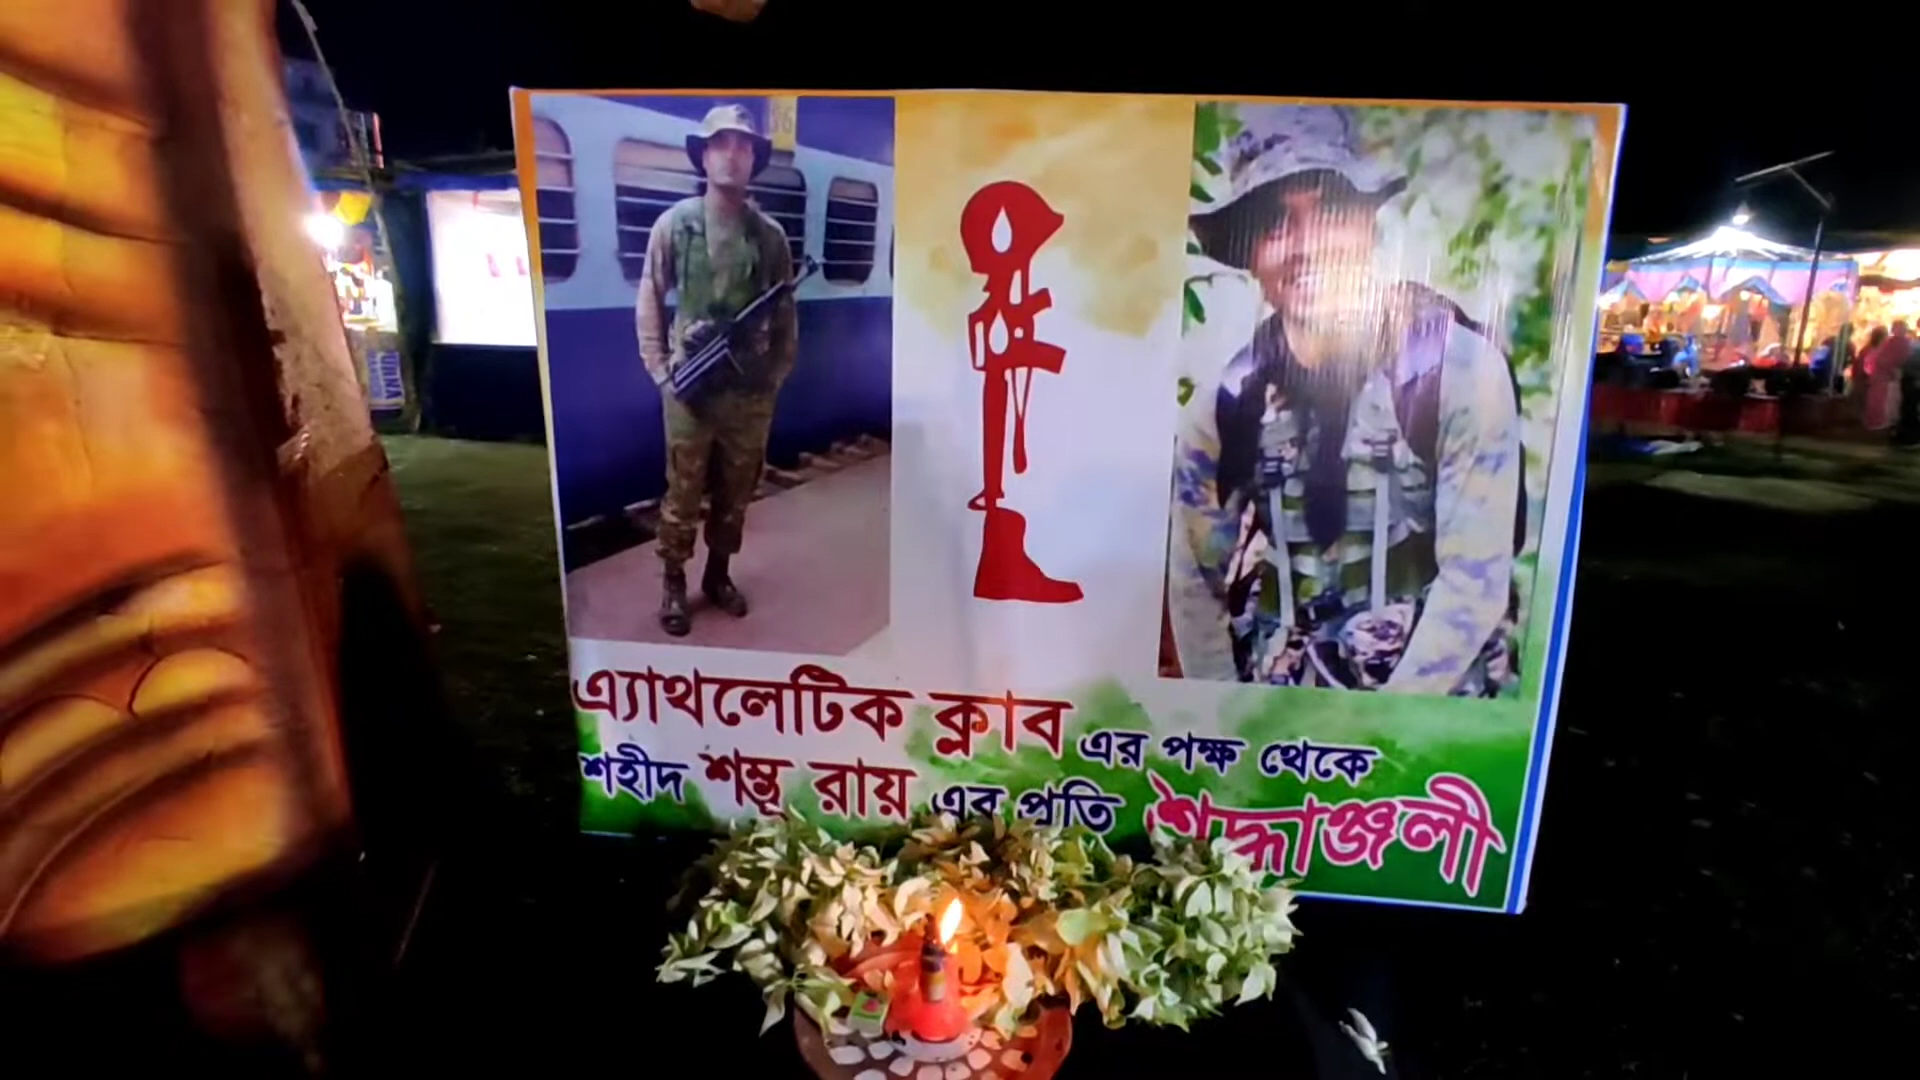 এ্যাথলেটিক ক্লাব এর পক্ষ থেকে
শহীদ শম্ভু রায় এর প্রতি শ্রদ্ধাঞ্জলী